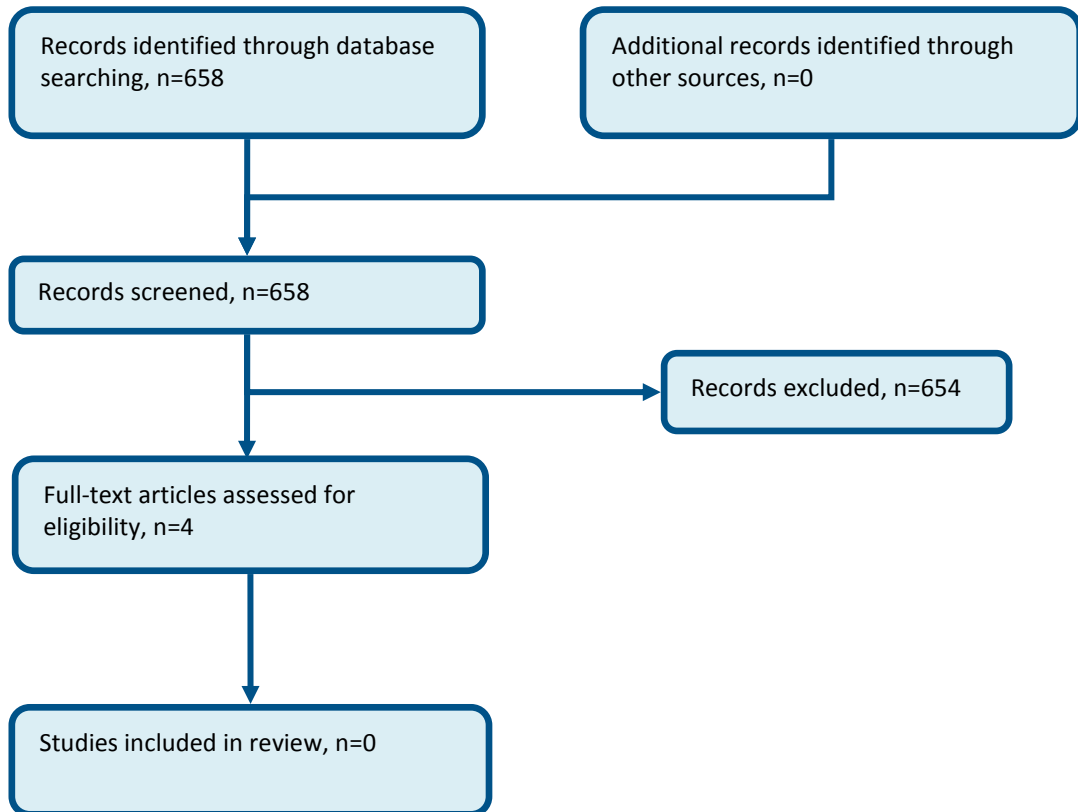 Records identified through database
searching, n=658
Additional records identified through
other sources, n=0
Records screened, n=658
Records excluded, n=654
Full-text articles assessed for
eligibility, n=4
Studies included in review, n=0